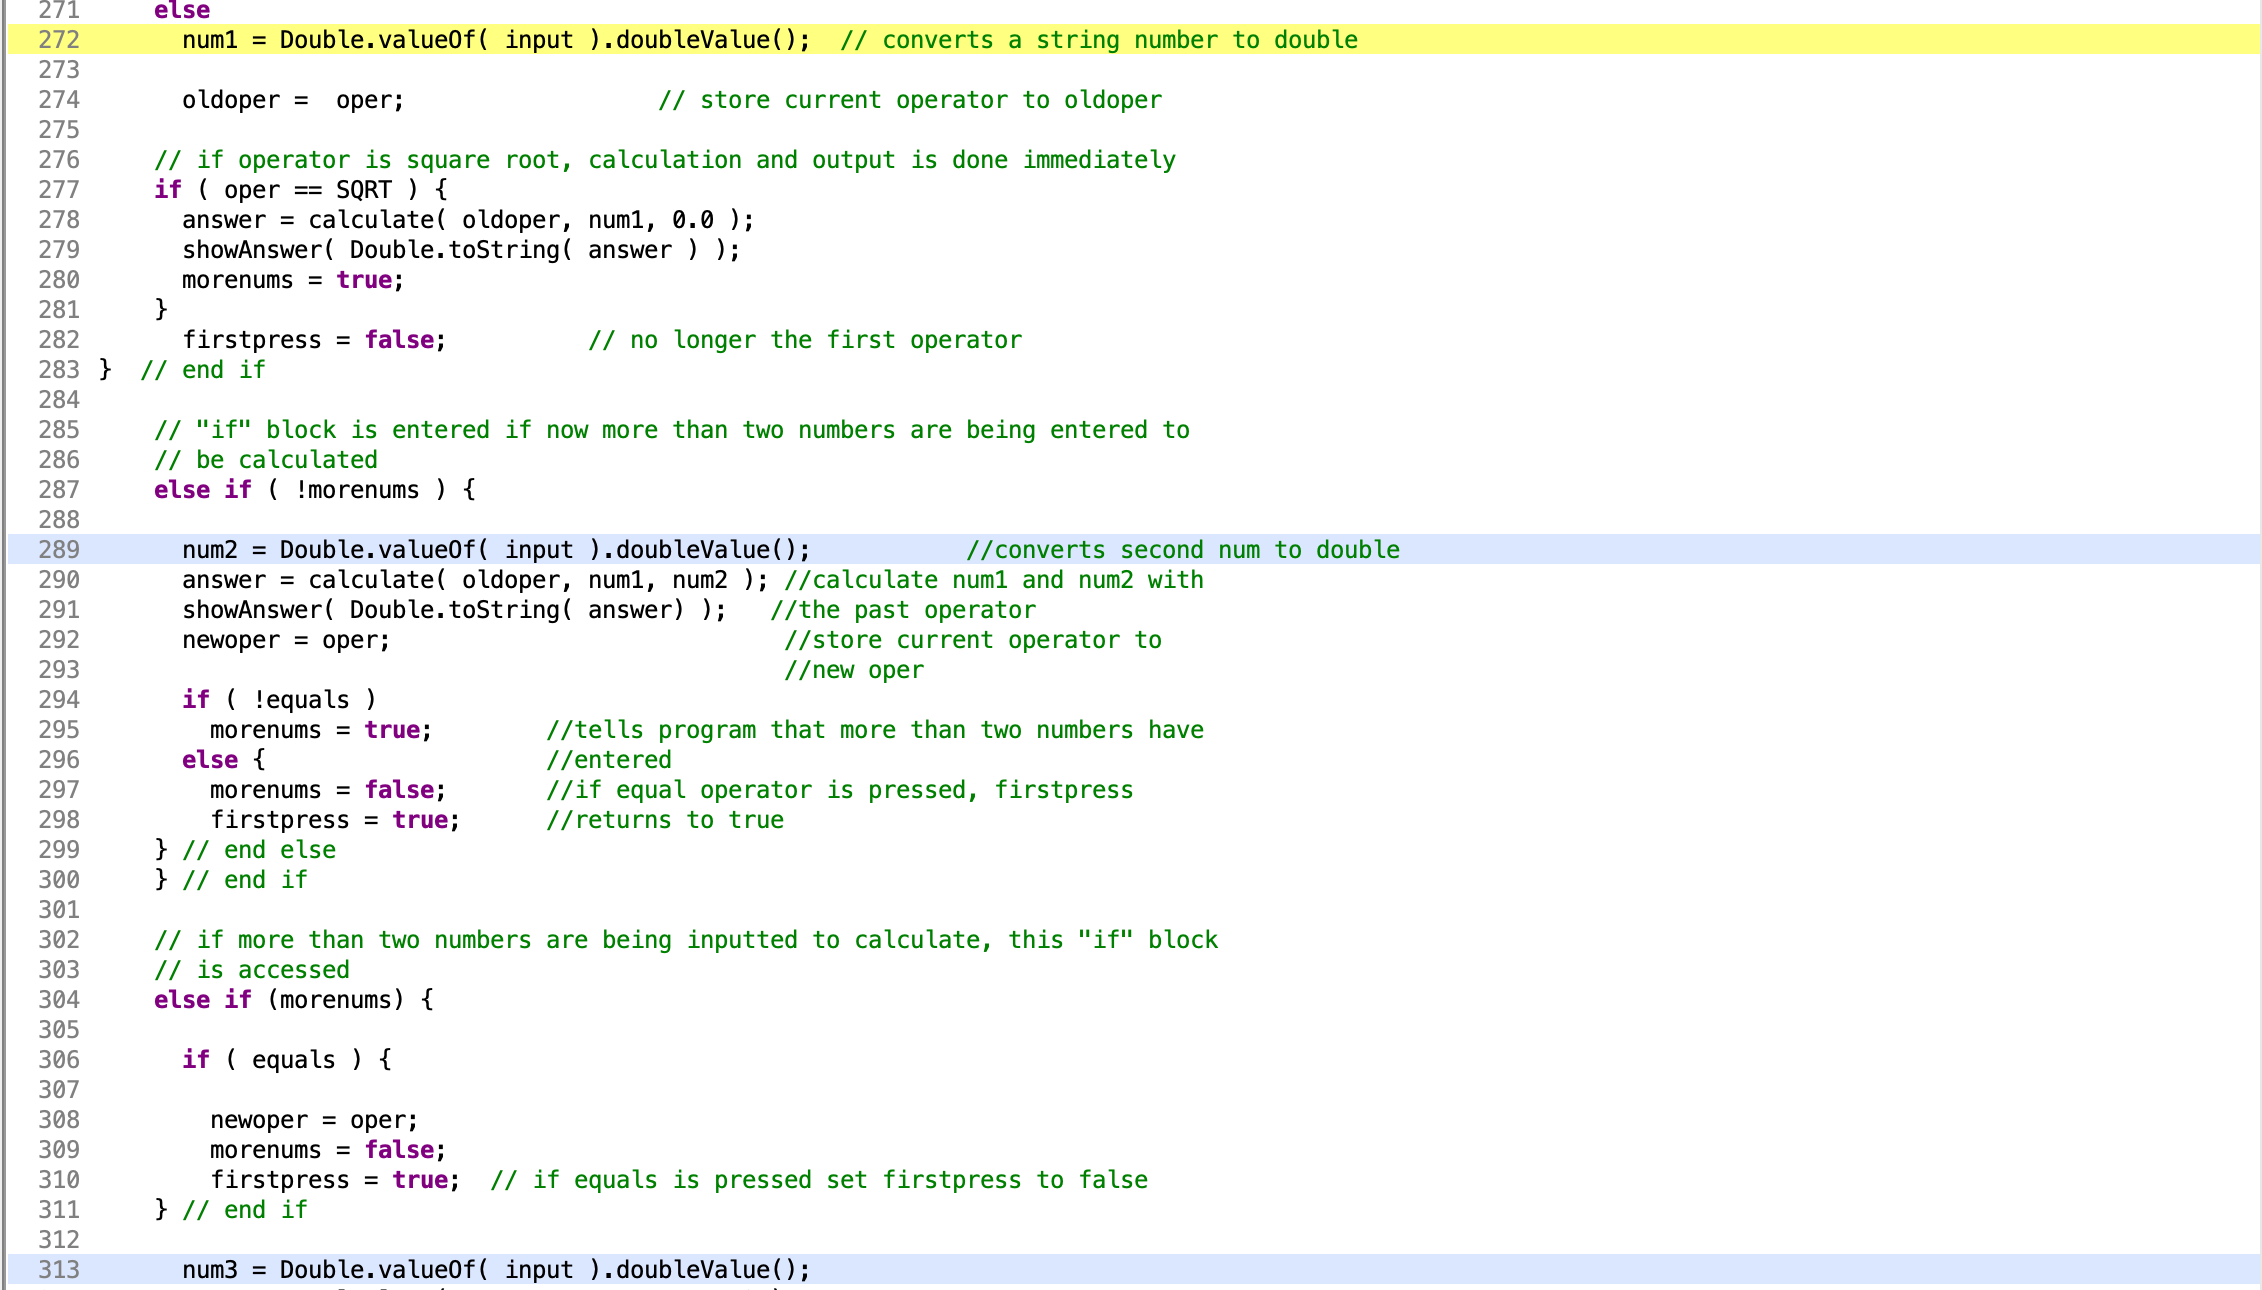 271 else
272 num1 = Double.valueOf( input ).doubleValue(); // converts a string number to double
273
274 oldoper = oper; // store current operator to oldoper
275
276 // if operator is square root, calculation and output is done immediately
277 if ( oper == SQRT ) {
278 answer = calculate( oldoper, num1, 0.0 );
279 showAnswer( Double.toString( answer ) );
280 morenums = true;
281 }
282 firstpress = false; // no longer the first operator
283 } // end if
284
285 // "if" block is entered if now more than two numbers are being entered to
286 // be calculated
287 else if ( !morenums ) {
288
289 num2 = Double.valueOf( input ).doubleValue(); //converts second num to double
290 answer = calculate( oldoper, num1, num2 ); //calculate num1 and num2 with
291 showAnswer( Double.toString( answer) ); //the past operator
292 newoper = oper; //store current operator to
293 //new oper
294 if ( !equals )
295 morenums = true; //tells program that more than two numbers have
296 else { //entered
297 morenums = false; //if equal operator is pressed, firstpress
298 firstpress = true; //returns to true
299 } // end else
300 } // end if
301
302 // if more than two numbers are being inputted to calculate, this "if" block
303 // is accessed
304 else if (morenums) {
305
306 if ( equals ) {
307
308 newoper = oper;
309 morenums = false;
310 firstpress = true; // if equals is pressed set firstpress to false
311 } // end if
312
313 num3 = Double.valueOf( input ).doubleValue();